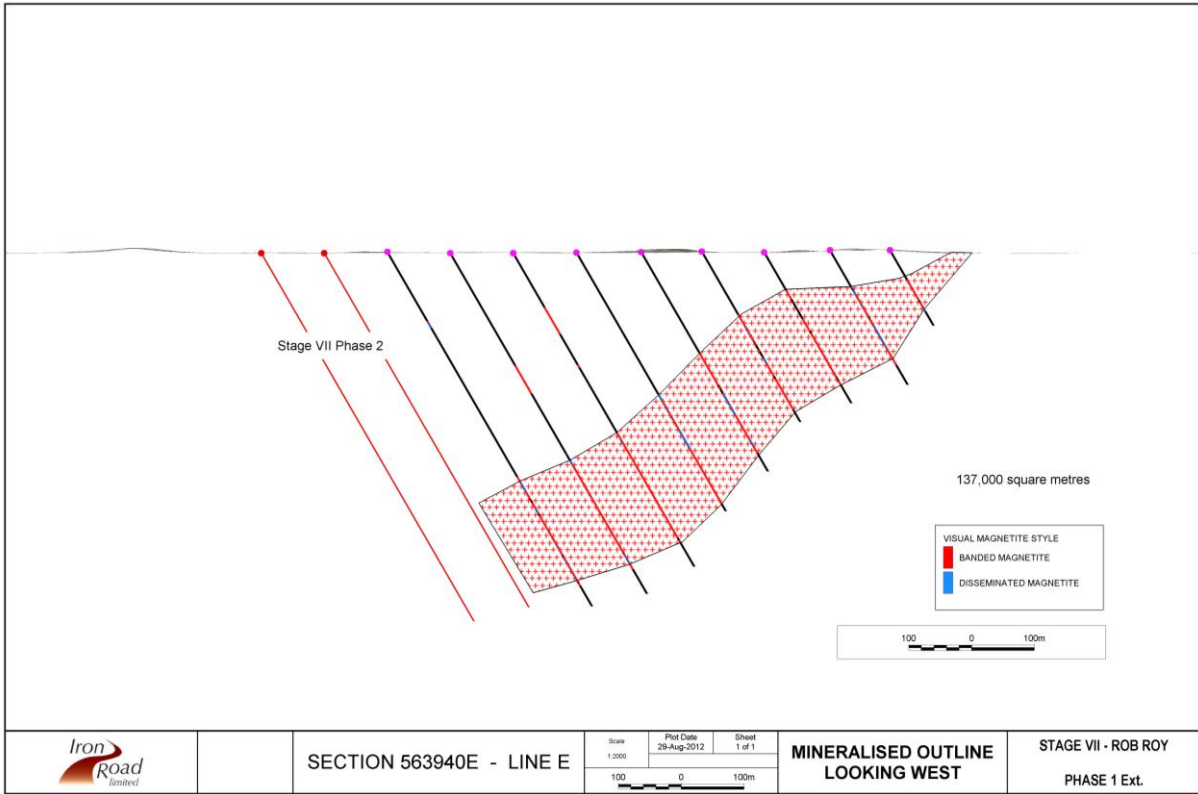 Stage VII Phase 2
137,000 square metres
VISUAL MAGNETITE STYLE
BANDED MAGNETITE
DISSEMINATED MAGNETITE
100 0 100m
Iron
Road
limited
SECTION 563940E - LINE E
Scale
1:2000
Plot Date
29-Aug-2012
Sheet
1 of 1
100 0 100m
MINERALISED OUTLINE
LOOKING WEST
STAGE VII - ROB ROY
PHASE 1 Ext.